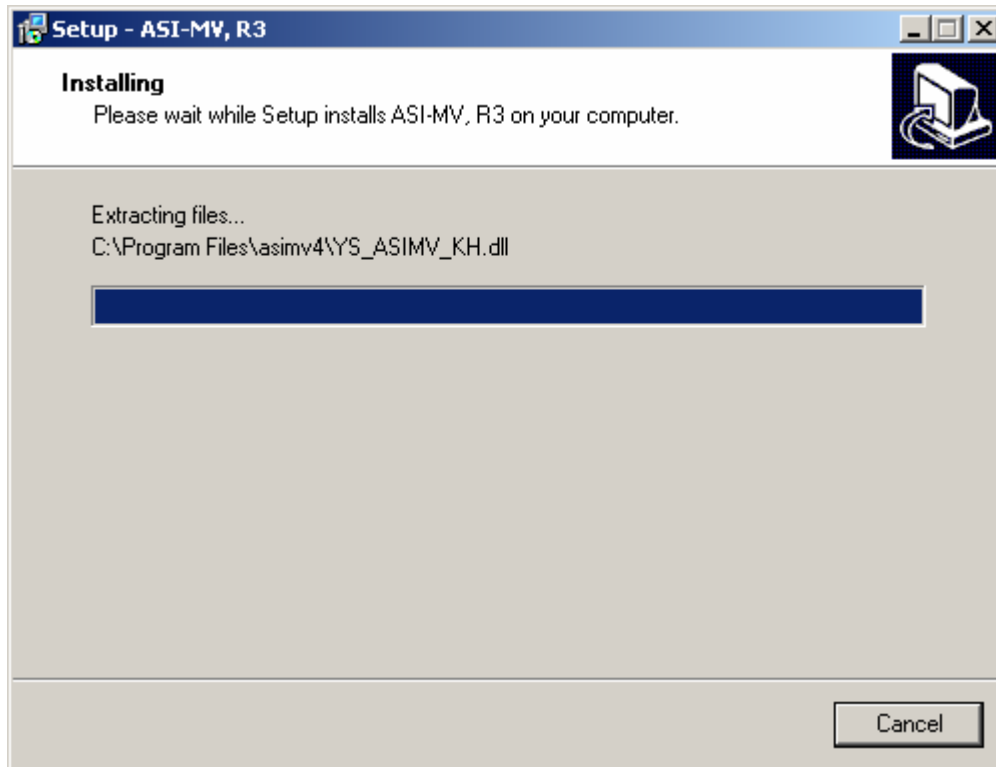 Setup - ASI-MV, R3
Installing
Please wait while Setup installs ASI-MV, R3 on your computer.
Extracting files...
C:\Program Files\asimv4\YS_ASIMV_KH.dll
Cancel